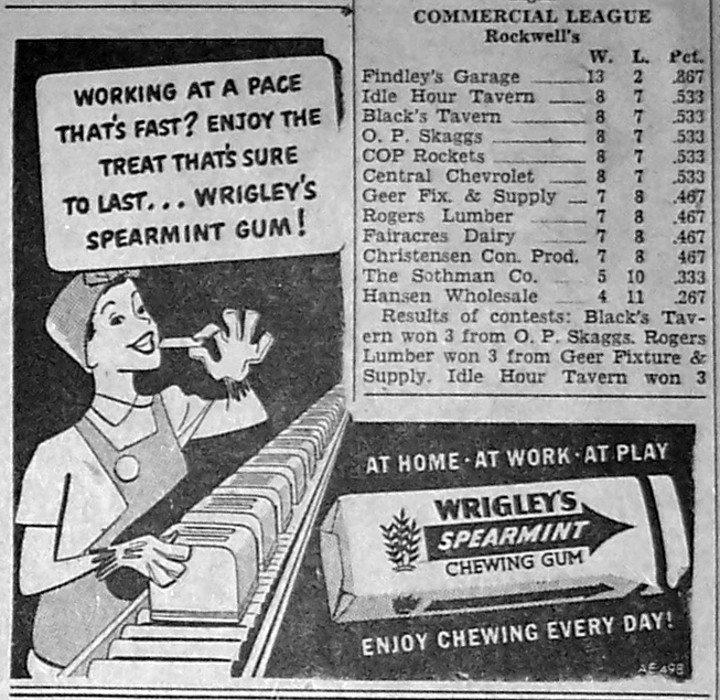 WORKING AT A PACE
THAT'S FAST? ENJOY THE
TREAT THAT'S SURE
TO LAST... WRIGLEY'S
SPEARMINT GUM!
COMMERCIAL LEAGUE
Rockwell's
W. L. Pct.
Findley's Garage 13 2 .867
Idle Hour Tavern 8 7 .533
Black's Tavern 8 7 .533
O. P. Skaggs 8 7 .533
COP Rockets 8 7 .533
Central Chevrolet 8 7 .533
Geer Fix. & Supply 7 8 .467
Rogers Lumber 7 8 .467
Fairacres Dairy 7 8 .467
Christensen Con. Prod. 7 8 467
The Sothman Co. 5 10 .333
Hansen Wholesale 4 11 .267
Results of contests: Black's Tav-
ern won 3 from O. P. Skaggs. Rogers
Lumber won 3 from Geer Fixture &
Supply. Idle Hour Tavern won 3
AT HOME · AT WORK · AT PLAY
WRIGLEY'S
SPEARMINT
CHEWING GUM
ENJOY CHEWING EVERY DAY!
AE498